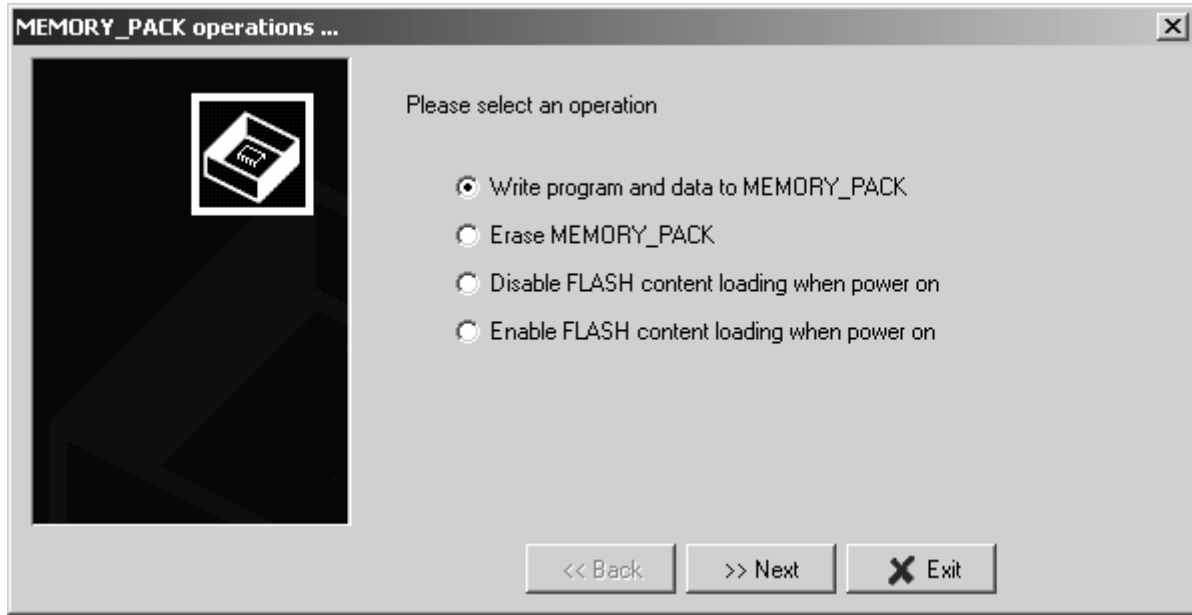 MEMORY_PACK operations ...
Please select an operation
Write program and data to MEMORY_PACK
Erase MEMORY_PACK
Disable FLASH content loading when power on
Enable FLASH content loading when power on
<< Back >> Next Exit